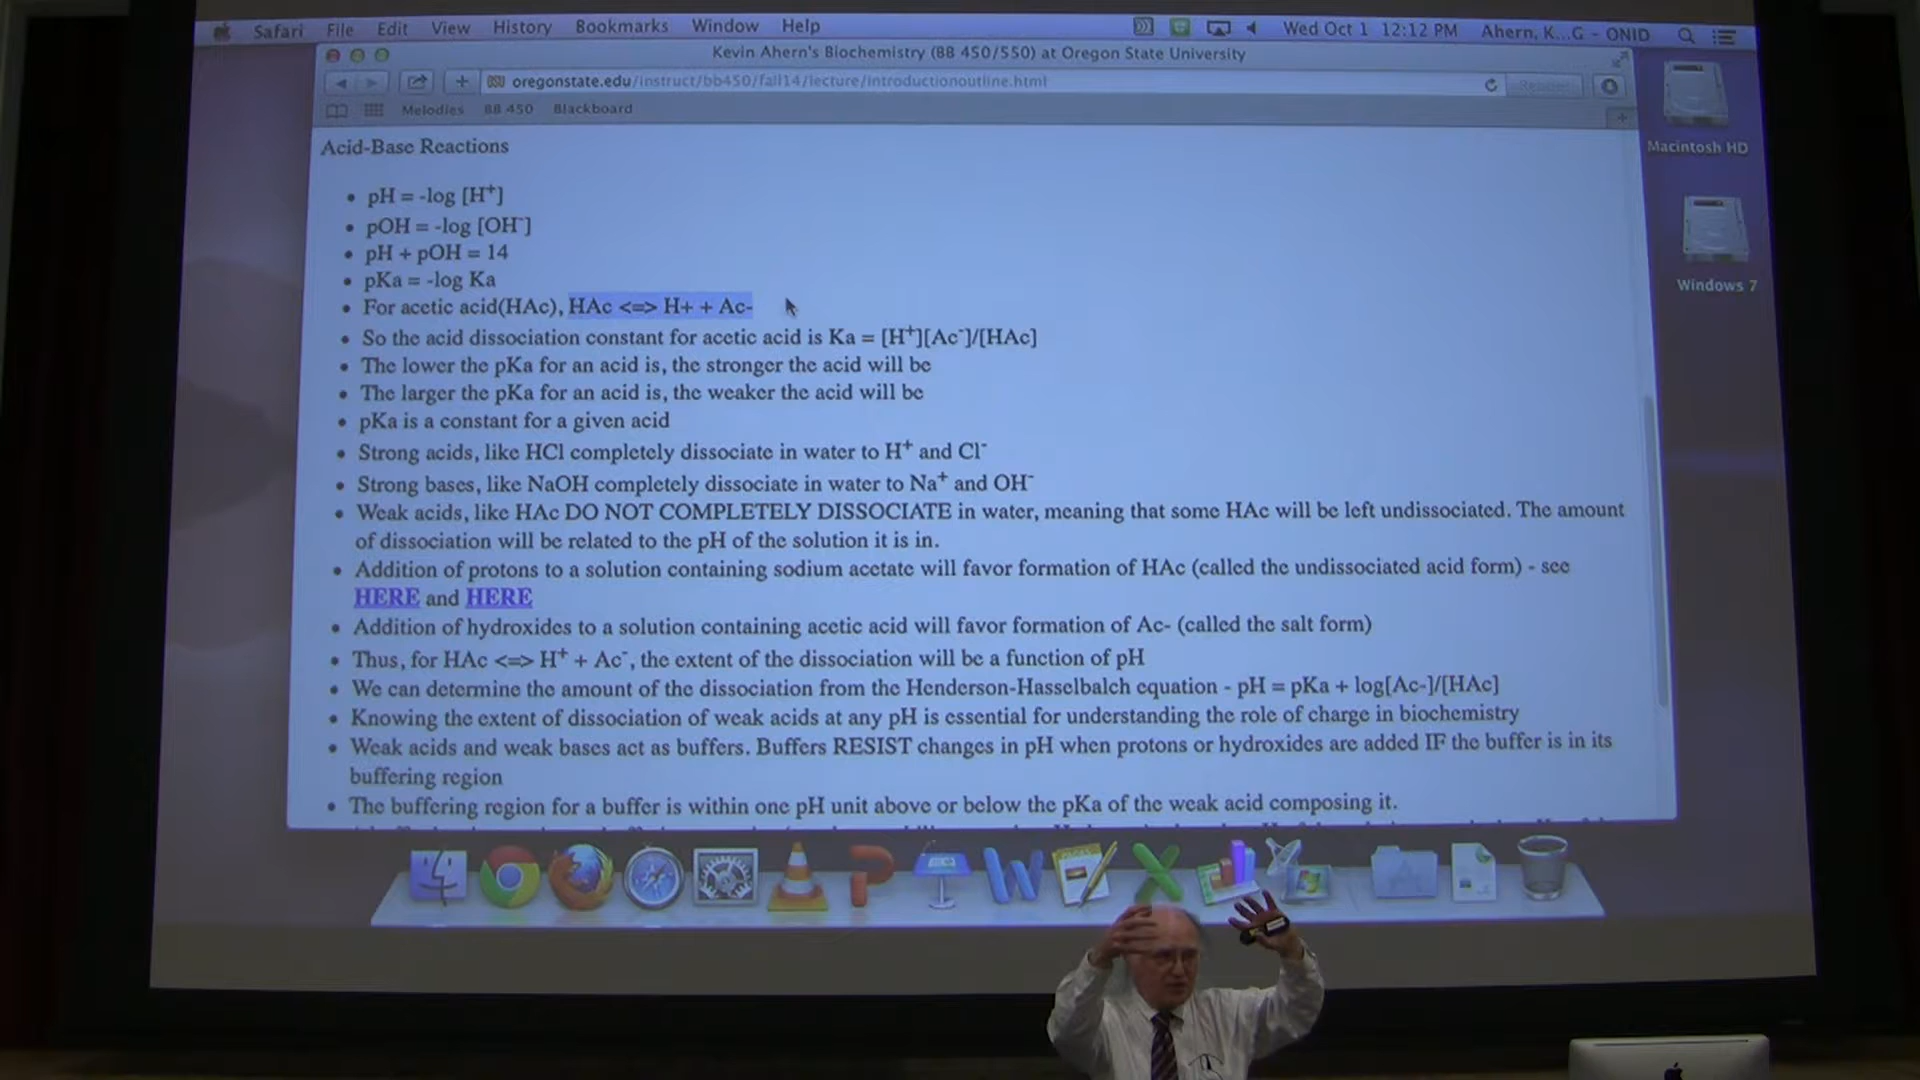 Safari File Edit View History Bookmarks Window Help Wed Oct 1 12:12 PM Ahern, K...G - ONID
Kevin Ahern's Biochemistry (BB 450/550) at Oregon State University
oregonstate.edu/instruct/bb450/fall14/lecture/introductionoutline.html Reader
Melodies BB 450 Blackboard
Macintosh HD
Windows 7
Acid-Base Reactions
• pH = -log [H⁺]
• pOH = -log [OH⁻]
• pH + pOH = 14
• pKa = -log Ka
• For acetic acid(HAc), HAc <=> H+ + Ac-
• So the acid dissociation constant for acetic acid is Ka = [H⁺][Ac⁻]/[HAc]
• The lower the pKa for an acid is, the stronger the acid will be
• The larger the pKa for an acid is, the weaker the acid will be
• pKa is a constant for a given acid
• Strong acids, like HCl completely dissociate in water to H⁺ and Cl⁻
• Strong bases, like NaOH completely dissociate in water to Na⁺ and OH⁻
• Weak acids, like HAc DO NOT COMPLETELY DISSOCIATE in water, meaning that some HAc will be left undissociated. The amount
of dissociation will be related to the pH of the solution it is in.
• Addition of protons to a solution containing sodium acetate will favor formation of HAc (called the undissociated acid form) - see
HERE and HERE
• Addition of hydroxides to a solution containing acetic acid will favor formation of Ac- (called the salt form)
• Thus, for HAc <=> H⁺ + Ac⁻, the extent of the dissociation will be a function of pH
• We can determine the amount of the dissociation from the Henderson-Hasselbalch equation - pH = pKa + log[Ac-]/[HAc]
• Knowing the extent of dissociation of weak acids at any pH is essential for understanding the role of charge in biochemistry
• Weak acids and weak bases act as buffers. Buffers RESIST changes in pH when protons or hydroxides are added IF the buffer is in its
buffering region
• The buffering region for a buffer is within one pH unit above or below the pKa of the weak acid composing it.